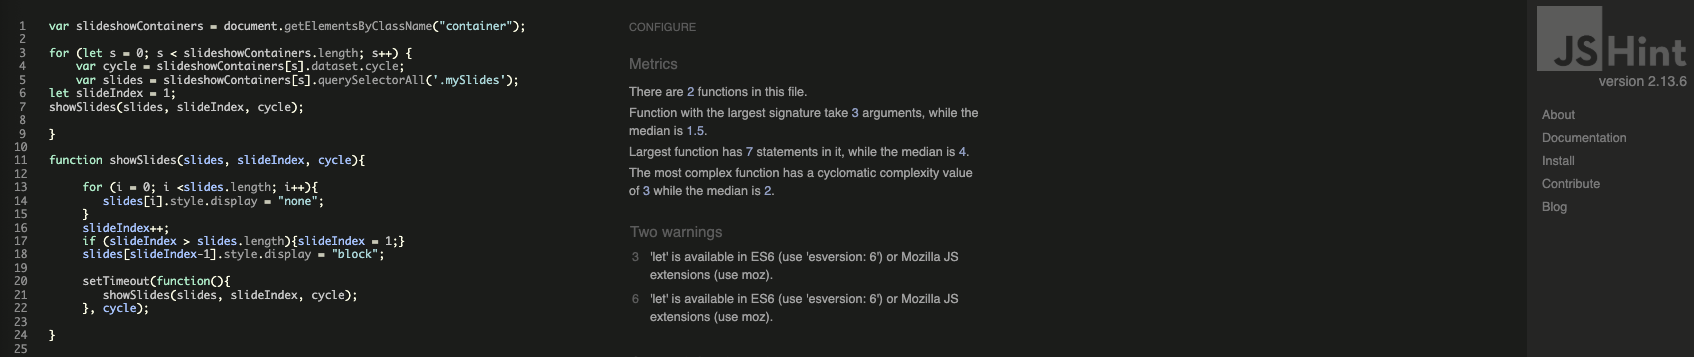 1 var slideshowContainers = document.getElementsByClassName("container");
2
3 for (let s = 0; s < slideshowContainers.length; s++) {
4     var cycle = slideshowContainers[s].dataset.cycle;
5     var slides = slideshowContainers[s].querySelectorAll('.mySlides');
6 let slideIndex = 1;
7 showSlides(slides, slideIndex, cycle);
8
9 }
10
11 function showSlides(slides, slideIndex, cycle){
12
13      for (i = 0; i <slides.length; i++){
14         slides[i].style.display = "none";
15      }
16      slideIndex++;
17      if (slideIndex > slides.length){slideIndex = 1;}
18      slides[slideIndex-1].style.display = "block";
19
20      setTimeout(function(){
21         showSlides(slides, slideIndex, cycle);
22      }, cycle);
23
24 }
25
CONFIGURE
Metrics
There are 2 functions in this file.
Function with the largest signature take 3 arguments, while the
median is 1.5.
Largest function has 7 statements in it, while the median is 4.
The most complex function has a cyclomatic complexity value
of 3 while the median is 2.
Two warnings
3 'let' is available in ES6 (use 'esversion: 6') or Mozilla JS
extensions (use moz).
6 'let' is available in ES6 (use 'esversion: 6') or Mozilla JS
extensions (use moz).
JSHint
version 2.13.6
About
Documentation
Install
Contribute
Blog